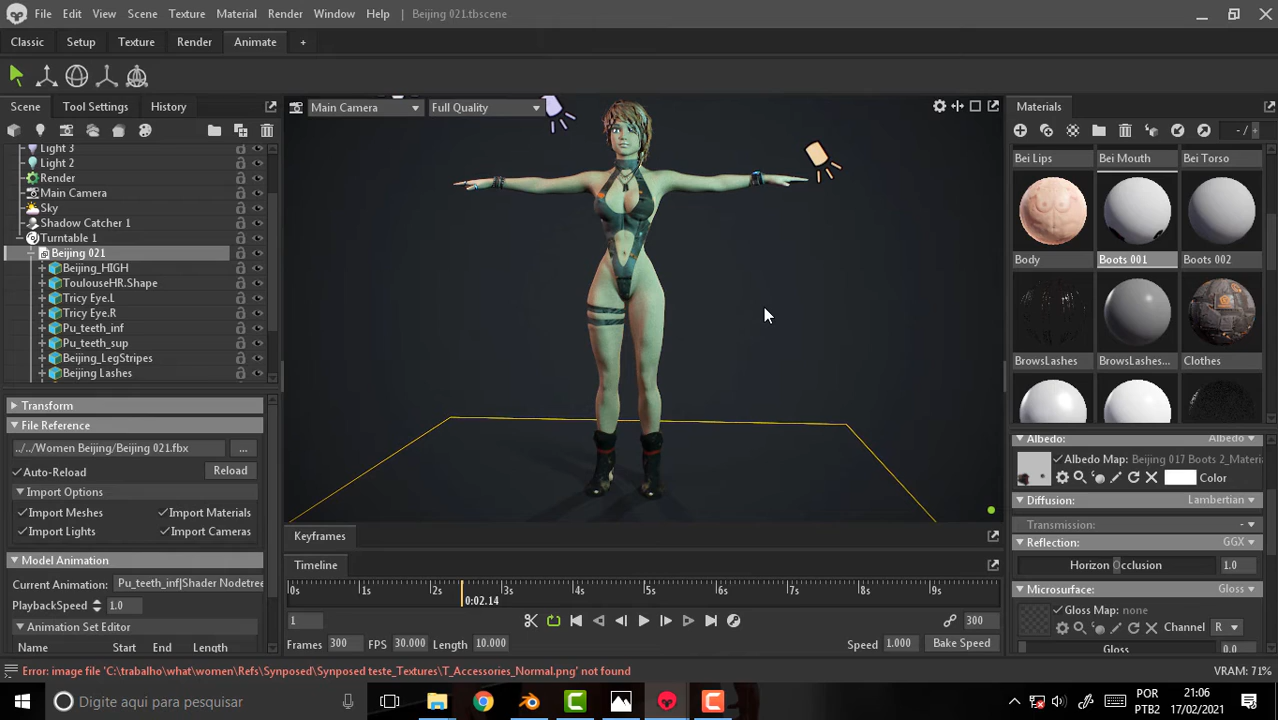 File Edit View Scene Texture Material Render Window Help Beijing 021.tbscene
Classic Setup Texture Render Animate +
Scene Tool Settings History
Main Camera Full Quality
Materials
- /
Light 3
Light 2
Render
Main Camera
Sky
Shadow Catcher 1
Turntable 1
Beijing 021
Beijing_HIGH
ToulouseHR.Shape
Tricy Eye.L
Tricy Eye.R
Pu_teeth_inf
Pu_teeth_sup
Beijing_LegStripes
Beijing Lashes
Transform
File Reference
../../Women Beijing/Beijing 021.fbx ...
Auto-Reload Reload
Import Options
Import Meshes Import Materials
Import Lights Import Cameras
Model Animation
Current Animation: Pu_teeth_inf|Shader Nodetree
PlaybackSpeed 1.0
Animation Set Editor
Name Start End Length
Bei Lips Bei Mouth Bei Torso
Body Boots 001 Boots 002
BrowsLashes BrowsLashes... Clothes
Albedo: Albedo
Albedo Map: Beijing 017 Boots 2_Materi
Color
Diffusion: Lambertian
Transmission: -
Reflection: GGX
Horizon Occlusion 1.0
Microsurface: Gloss
Gloss Map: none
Channel R
Gloss 0.0
Keyframes
Timeline
0s 1s 2s 3s 4s 5s 6s 7s 8s 9s
0:02.14
1 300
Frames 300 FPS 30.000 Length 10.000 Speed 1.000 Bake Speed
Error: image file 'C:\trabalho\what\women\Refs\Synposed\Synposed teste_Textures\T_Accessories_Normal.png' not found VRAM: 71%
Digite aqui para pesquisar
POR
PTB2
21:06
17/02/2021